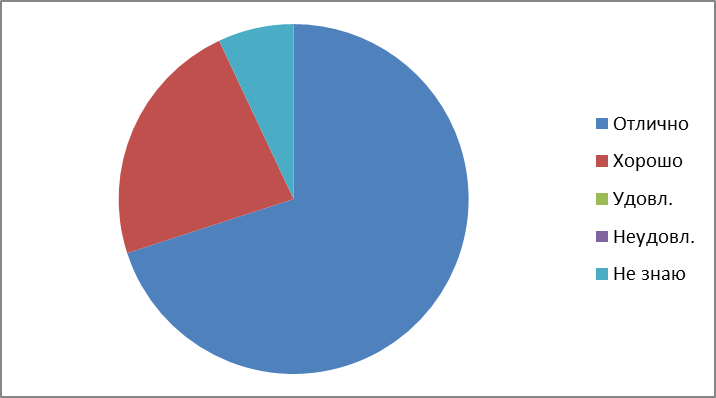 Отлично
Хорошо
Удовл.
Неудовл.
Не знаю